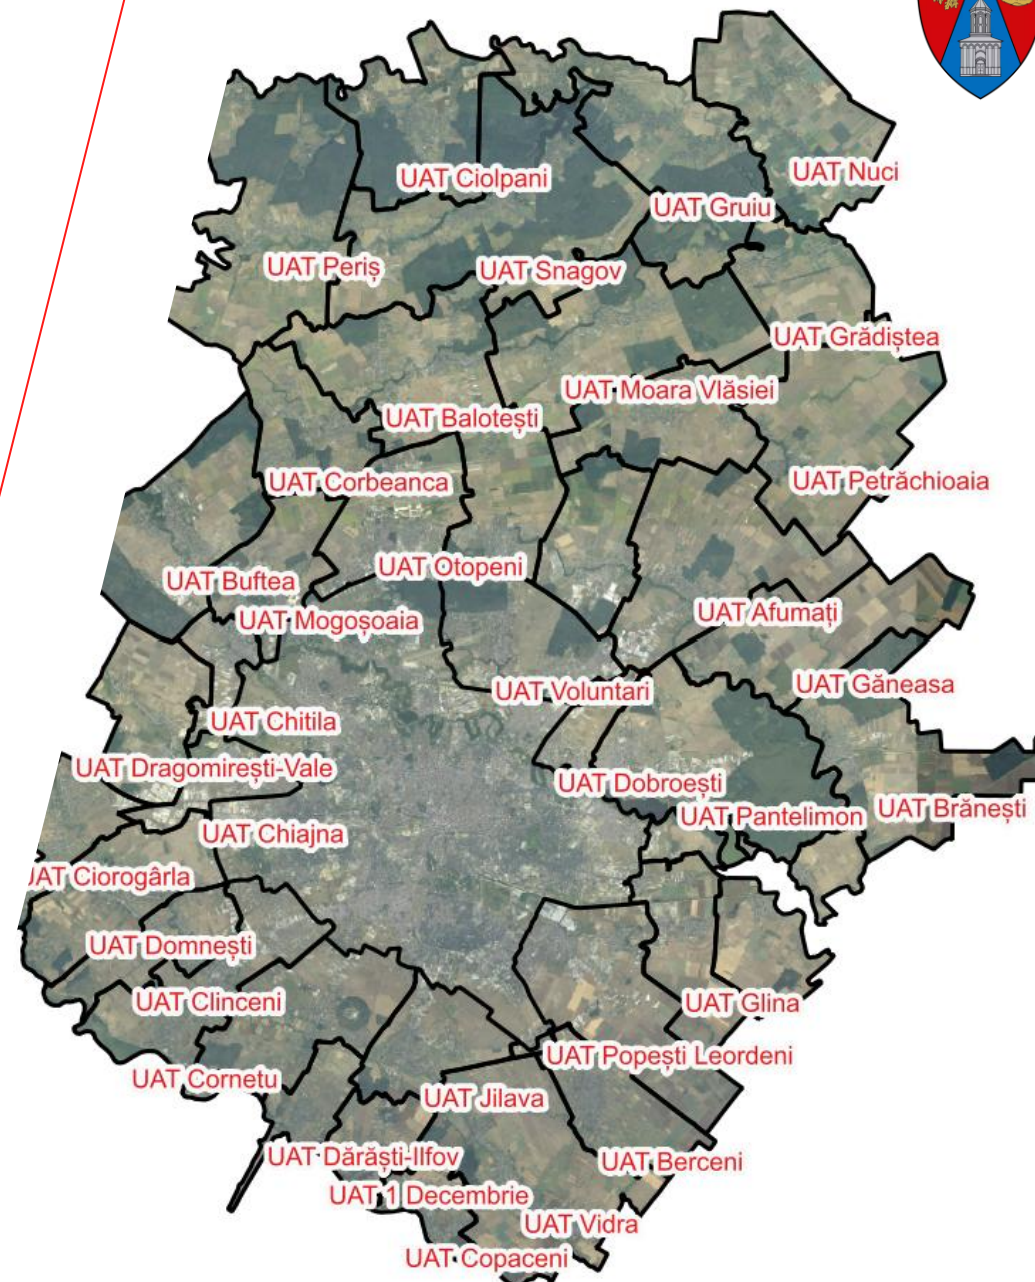 UAT Nuci
UAT Ciolpani
UAT Gruiu
UAT Periș
UAT Snagov
UAT Grădiștea
UAT Moara Vlăsiei
UAT Balotești
UAT Corbeanca
UAT Petrăchioaia
UAT Otopeni
UAT Buftea
UAT Afumați
UAT Mogoșoaia
UAT Găneasa
UAT Voluntari
UAT Chitila
UAT Dragomirești-Vale
UAT Dobroești
UAT Brănești
UAT Pantelimon
UAT Chiajna
UAT Ciorogârla
UAT Domnești
UAT Clinceni
UAT Glina
UAT Popești Leordeni
UAT Cornetu
UAT Jilava
UAT Dărăști-Ilfov
UAT Berceni
UAT 1 Decembrie
UAT Vidra
UAT Copaceni